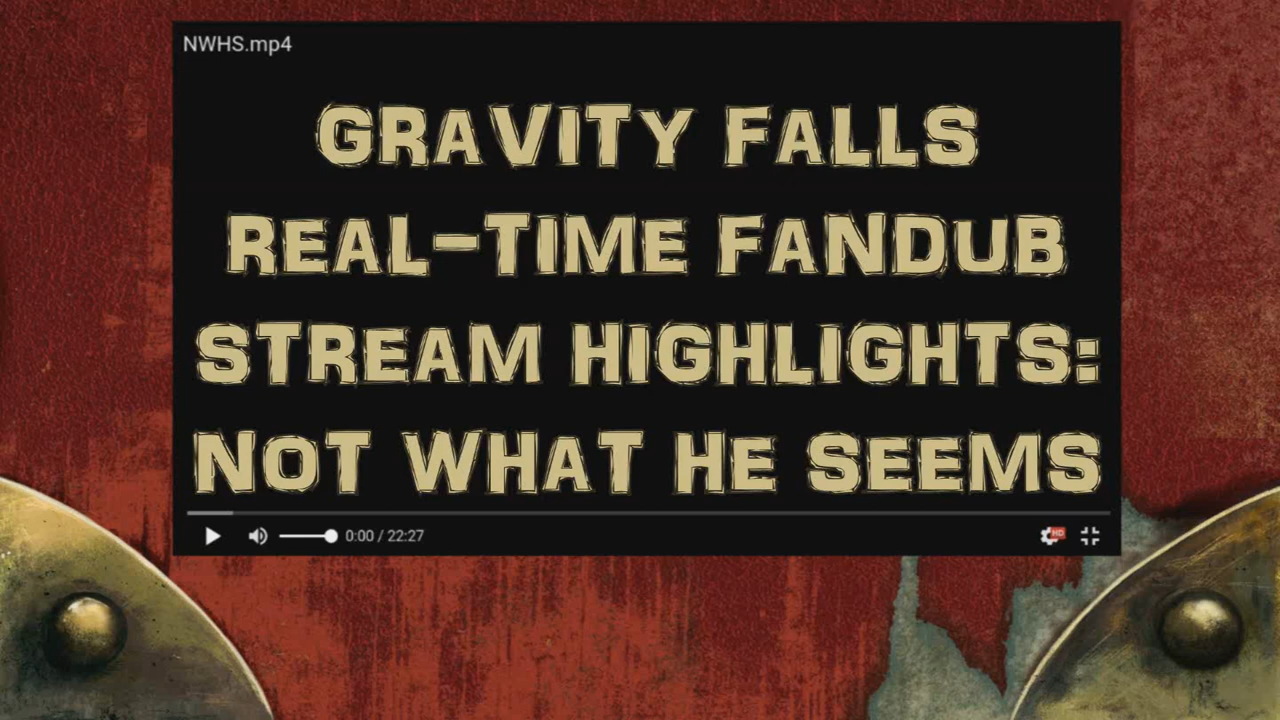 NWHS.mp4
GRAVITY FALLS
REAL-TIME FANDUB
STREAM HIGHLIGHTS:
NOT WHAT HE SEEMS
0:00 / 22:27
HD